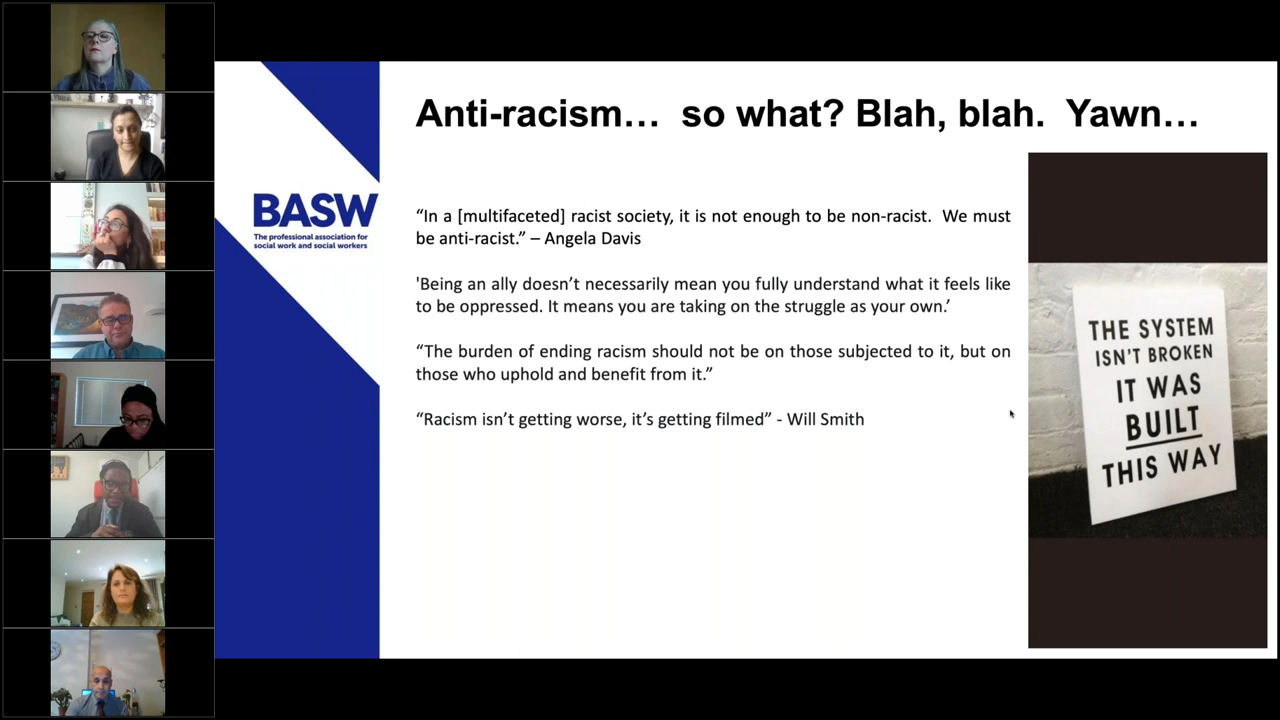 Anti-racism… so what? Blah, blah. Yawn…
BASW
The professional association for
social work and social workers
“In a [multifaceted] racist society, it is not enough to be non-racist. We must
be anti-racist.” – Angela Davis
'Being an ally doesn’t necessarily mean you fully understand what it feels like
to be oppressed. It means you are taking on the struggle as your own.’
“The burden of ending racism should not be on those subjected to it, but on
those who uphold and benefit from it.”
“Racism isn’t getting worse, it’s getting filmed” - Will Smith
THE SYSTEM
ISN'T BROKEN
IT WAS
BUILT
THIS WAY